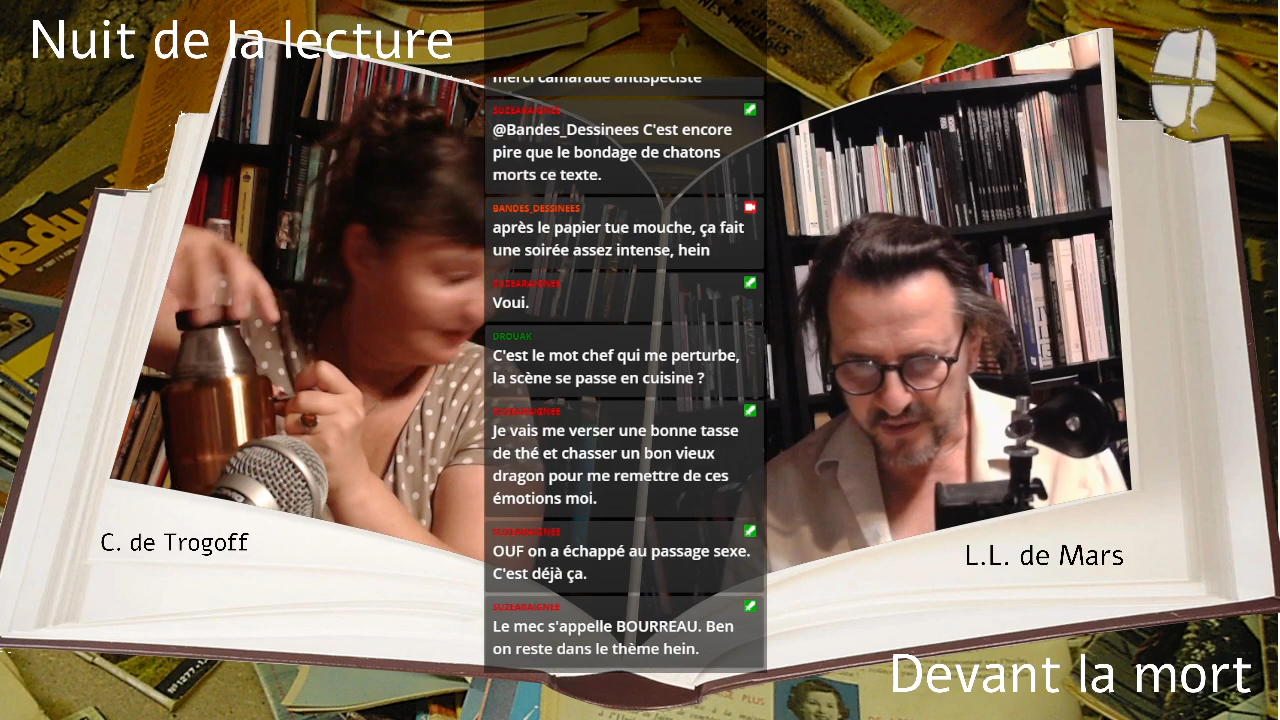 Nuit de la lecture
merci camarade antispéciste
SUZEARAIGNEE
@Bandes_Dessinees C'est encore
pire que le bondage de chatons
morts ce texte.
BANDES_DESSINEES
après le papier tue mouche, ça fait
une soirée assez intense, hein
SUZEARAIGNEE
Voui.
DROUAK
C'est le mot chef qui me perturbe,
la scène se passe en cuisine ?
SUZEARAIGNEE
Je vais me verser une bonne tasse
de thé et chasser un bon vieux
dragon pour me remettre de ces
émotions moi.
SUZEARAIGNEE
OUF on a échappé au passage sexe.
C'est déjà ça.
SUZEARAIGNEE
Le mec s'appelle BOURREAU. Ben
on reste dans le thème hein.
C. de Trogoff
L.L. de Mars
Devant la mort